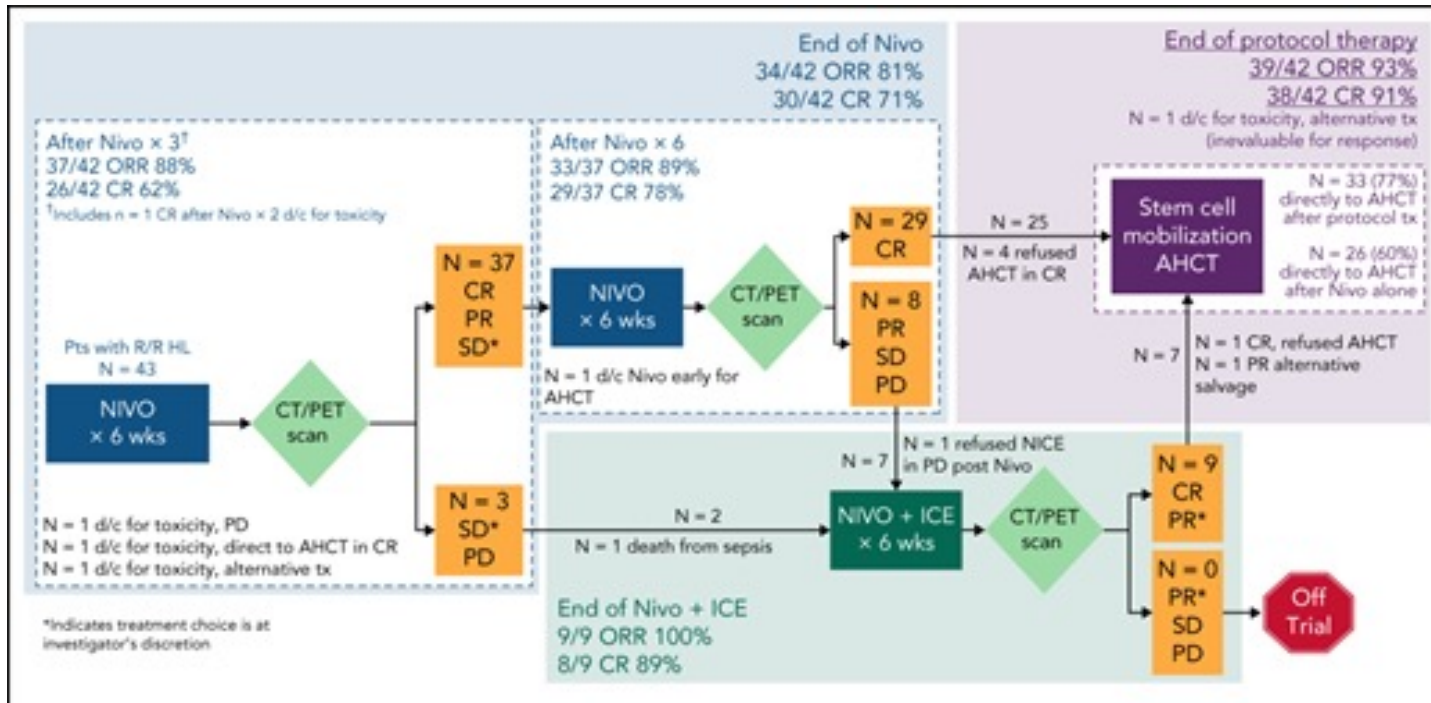 End of Nivo
34/42 ORR 81%
30/42 CR 71%
After Nivo × 3†
37/42 ORR 88%
26/42 CR 62%
†Includes n = 1 CR after Nivo × 2 d/c for toxicity
Pts with R/R HL
N = 43
NIVO
× 6 wks
CT/PET
scan
N = 37
CR
PR
SD*
N = 3
SD*
PD
N = 1 d/c for toxicity, PD
N = 1 d/c for toxicity, direct to AHCT in CR
N = 1 d/c for toxicity, alternative tx
After Nivo × 6
33/37 ORR 89%
29/37 CR 78%
NIVO
× 6 wks
CT/PET
scan
N = 1 d/c Nivo early for
AHCT
N = 29
CR
N = 8
PR
SD
PD
N = 25
N = 4 refused
AHCT in CR
End of protocol therapy
39/42 ORR 93%
38/42 CR 91%
N = 1 d/c for toxicity, alternative tx
(inevaluable for response)
Stem cell
mobilization
AHCT
N = 33 (77%)
directly to AHCT
after protocol tx
N = 26 (60%)
directly to AHCT
after Nivo alone
N = 7
N = 1 CR, refused AHCT
N = 1 PR alternative
salvage
N = 7
N = 1 refused NICE
in PD post Nivo
N = 2
N = 1 death from sepsis
NIVO + ICE
× 6 wks
CT/PET
scan
N = 9
CR
PR*
N = 0
PR*
SD
PD
Off
Trial
End of Nivo + ICE
9/9 ORR 100%
8/9 CR 89%
*Indicates treatment choice is at
investigator's discretion